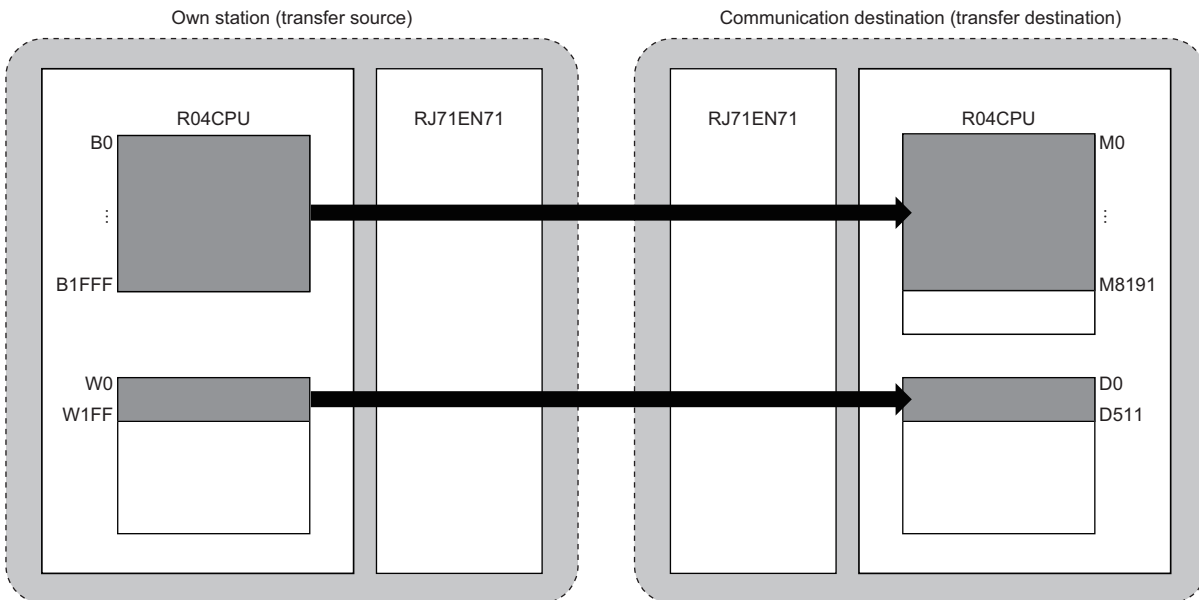 Own station (transfer source)
Communication destination (transfer destination)
R04CPU
RJ71EN71
RJ71EN71
R04CPU
B0
M0
⋮
⋮
B1FFF
M8191
W0
D0
W1FF
D511